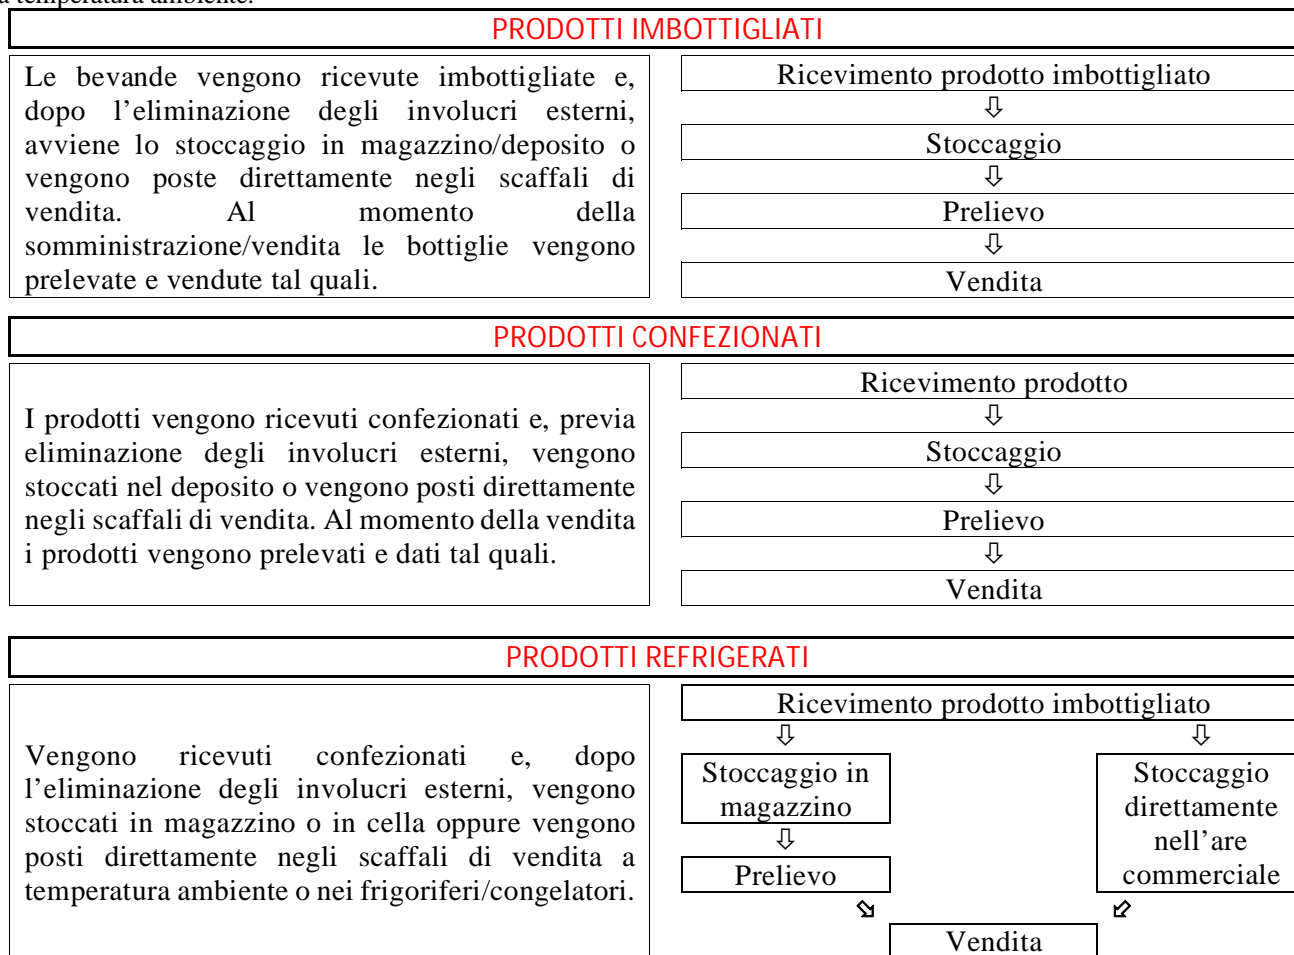 a temperatura ambiente.
PRODOTTI IMBOTTIGLIATI
Le bevande vengono ricevute imbottigliate e,
dopo l'eliminazione degli involucri esterni,
avviene lo stoccaggio in magazzino/deposito o
vengono poste direttamente negli scaffali di
vendita. Al momento della
somministrazione/vendita le bottiglie vengono
prelevate e vendute tal quali.
Ricevimento prodotto imbottigliato
⇩
Stoccaggio
⇩
Prelievo
⇩
Vendita
PRODOTTI CONFEZIONATI
I prodotti vengono ricevuti confezionati e, previa
eliminazione degli involucri esterni, vengono
stoccati nel deposito o vengono posti direttamente
negli scaffali di vendita. Al momento della vendita
i prodotti vengono prelevati e dati tal quali.
Ricevimento prodotto
⇩
Stoccaggio
⇩
Prelievo
⇩
Vendita
PRODOTTI REFRIGERATI
Vengono ricevuti confezionati e, dopo
l'eliminazione degli involucri esterni, vengono
stoccati in magazzino o in cella oppure vengono
posti direttamente negli scaffali di vendita a
temperatura ambiente o nei frigoriferi/congelatori.
Ricevimento prodotto imbottigliato
⇩ ⇩
Stoccaggio in
magazzino
⇩
Prelievo
Stoccaggio
direttamente
nell'are
commerciale
⬂ ⬃
Vendita